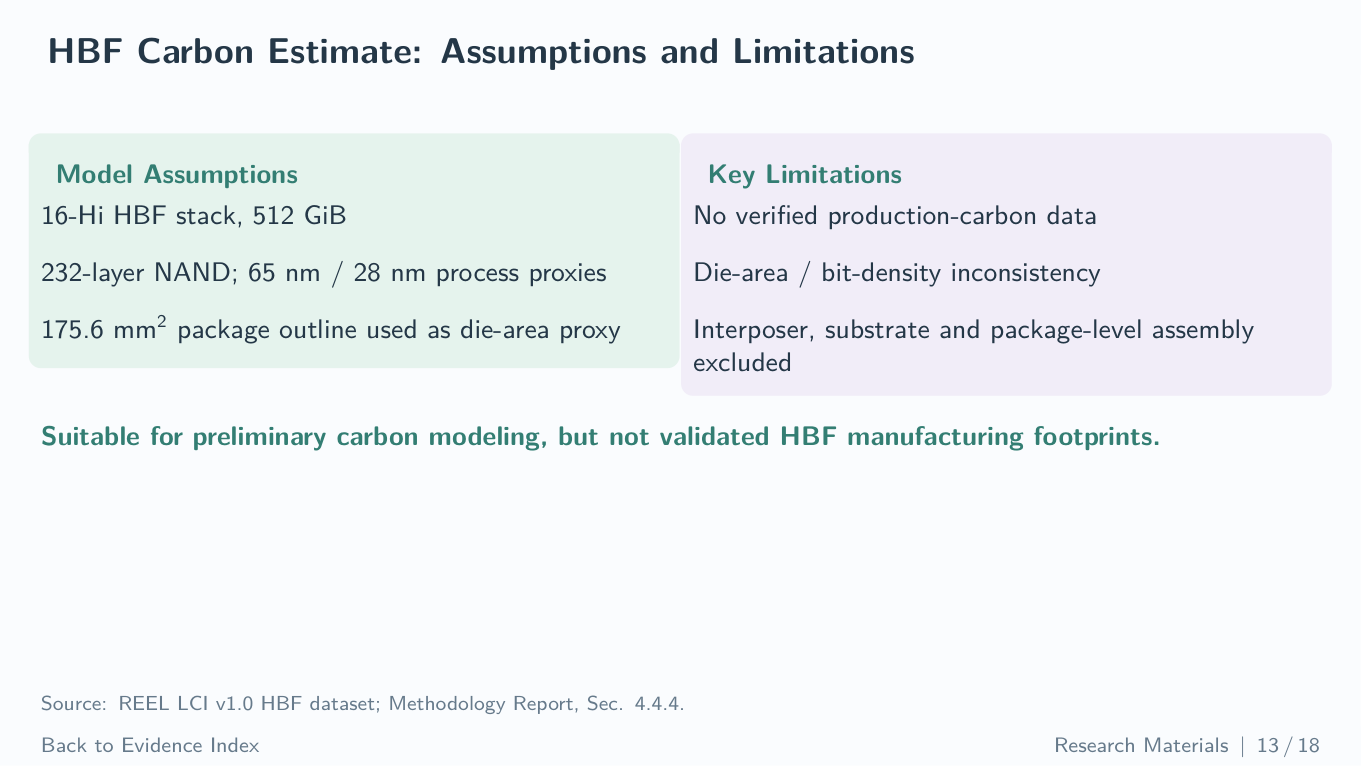 HBF Carbon Estimate: Assumptions and Limitations
Model Assumptions
16-Hi HBF stack, 512 GiB
232-layer NAND; 65 nm / 28 nm process proxies
175.6 mm² package outline used as die-area proxy
Key Limitations
No verified production-carbon data
Die-area / bit-density inconsistency
Interposer, substrate and package-level assembly
excluded
Suitable for preliminary carbon modeling, but not validated HBF manufacturing footprints.
Source: REEL LCI v1.0 HBF dataset; Methodology Report, Sec. 4.4.4.
Back to Evidence Index
Research Materials | 13 / 18